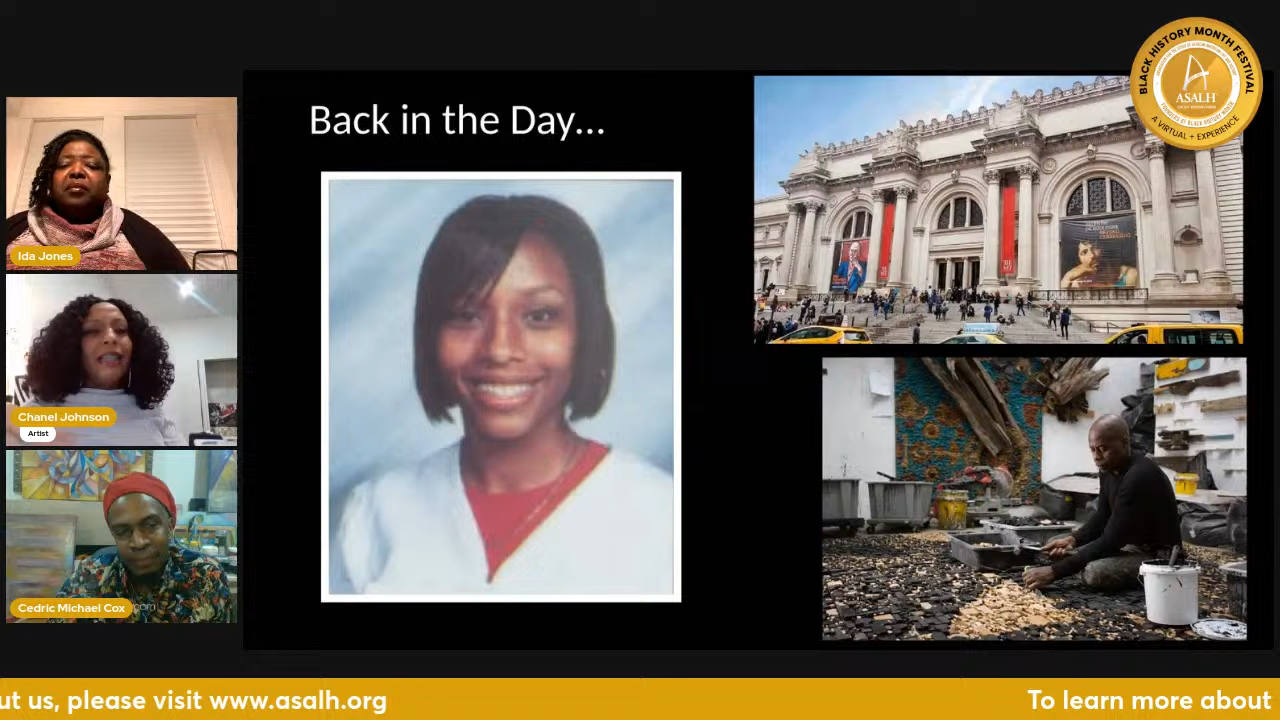 Back in the Day...
BLACK HISTORY MONTH FESTIVAL
ASALH
A VIRTUAL + EXPERIENCE
Ida Jones
Chanel Johnson
Artist
Cedric Michael Cox
com
ut us, please visit www.asalh.org
To learn more about